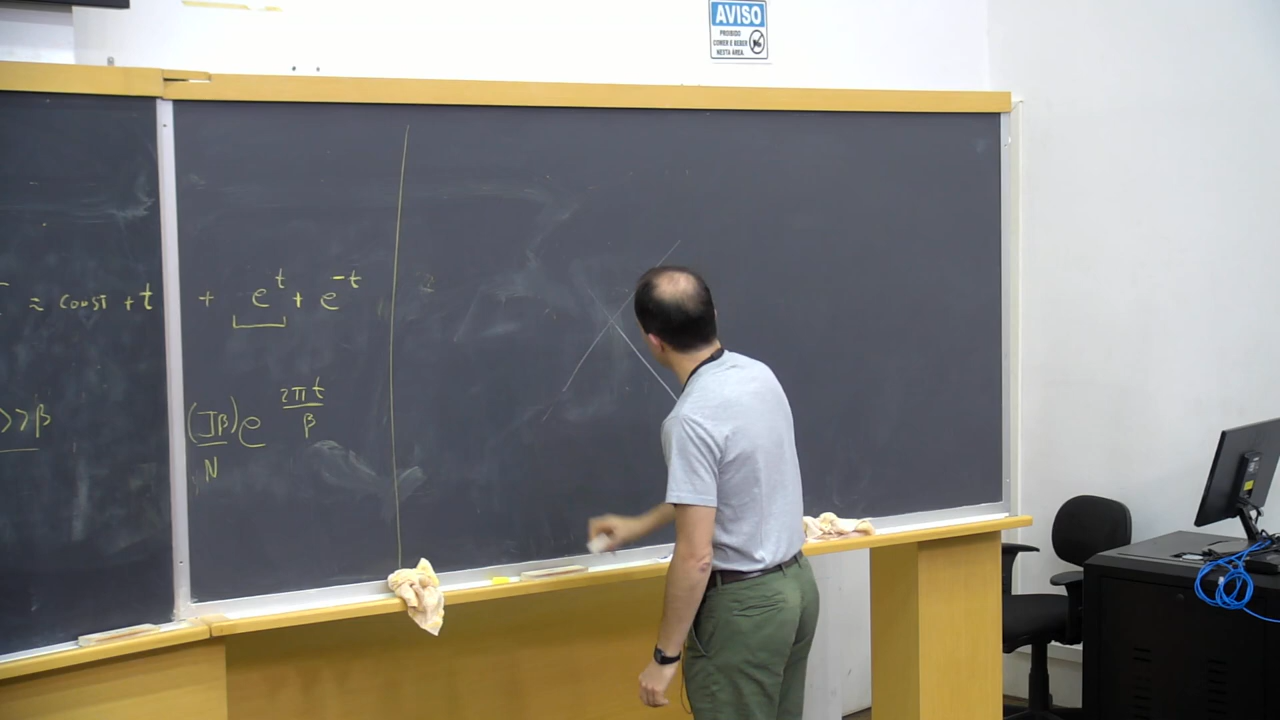 AVISO
PROIBIDO
COMER E BEBER
NESTA ÁREA.
≈ const + t + e^t + e^{-t}
>>β
(Jβ)/N e^{2πt/β}